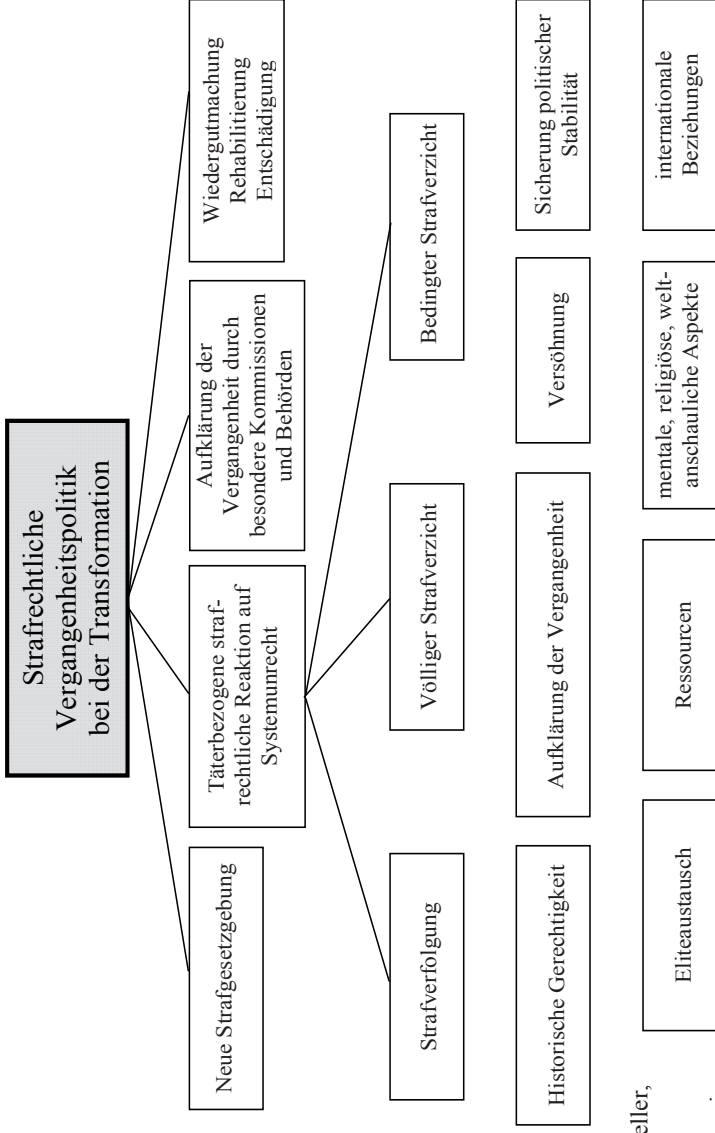 Strafrechtliche
Vergangenheitspolitik
bei der Transformation
Neue Strafgesetzgebung
Täterbezogene straf-
rechtliche Reaktion auf
Systemunrecht
Aufklärung der
Vergangenheit durch
besondere Kommissionen
und Behörden
Wiedergutmachung
Rehabilitierung
Entschädigung
Strafverfolgung
Völliger Strafverzicht
Bedingter Strafverzicht
Historische Gerechtigkeit
Aufklärung der Vergangenheit
Versöhnung
Sicherung politischer
Stabilität
eller,
Eliteaustausch
Ressourcen
mentale, religiöse, welt-
anschauliche Aspekte
internationale
Beziehungen